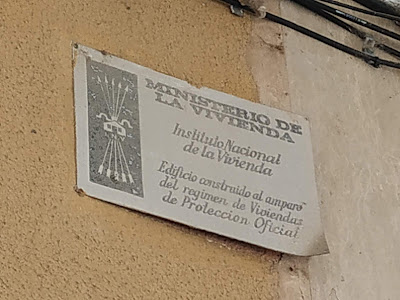 MINISTERIO DE
LA VIVIENDA
Instituto Nacional
de la Vivienda
Edificio construido al amparo
del regimen de Viviendas
de Protección Oficial